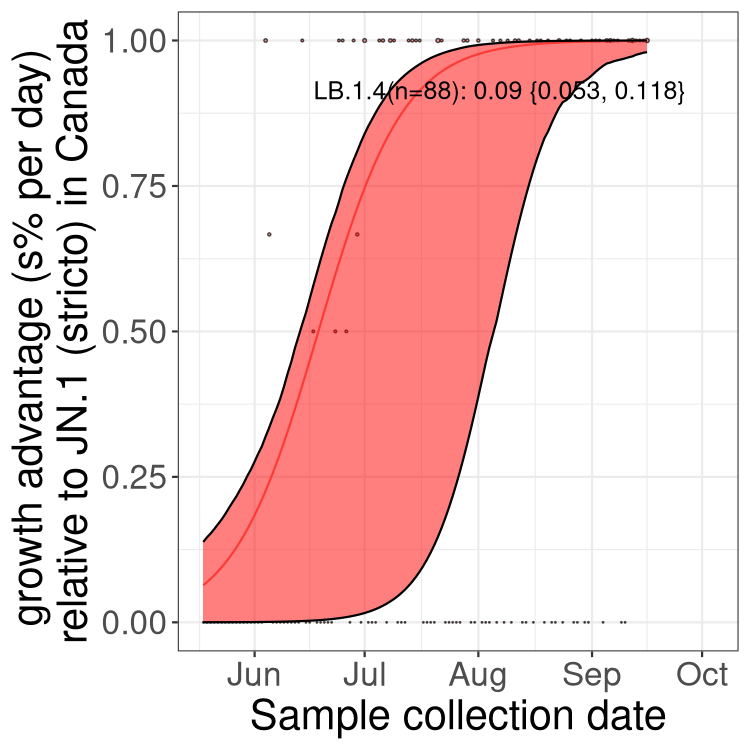 growth advantage (s% per day)
relative to JN.1 (stricto) in Canada
1.00
0.75
0.50
0.25
0.00
LB.1.4(n=88): 0.09 {0.053, 0.118}
Jun Jul Aug Sep Oct
Sample collection date